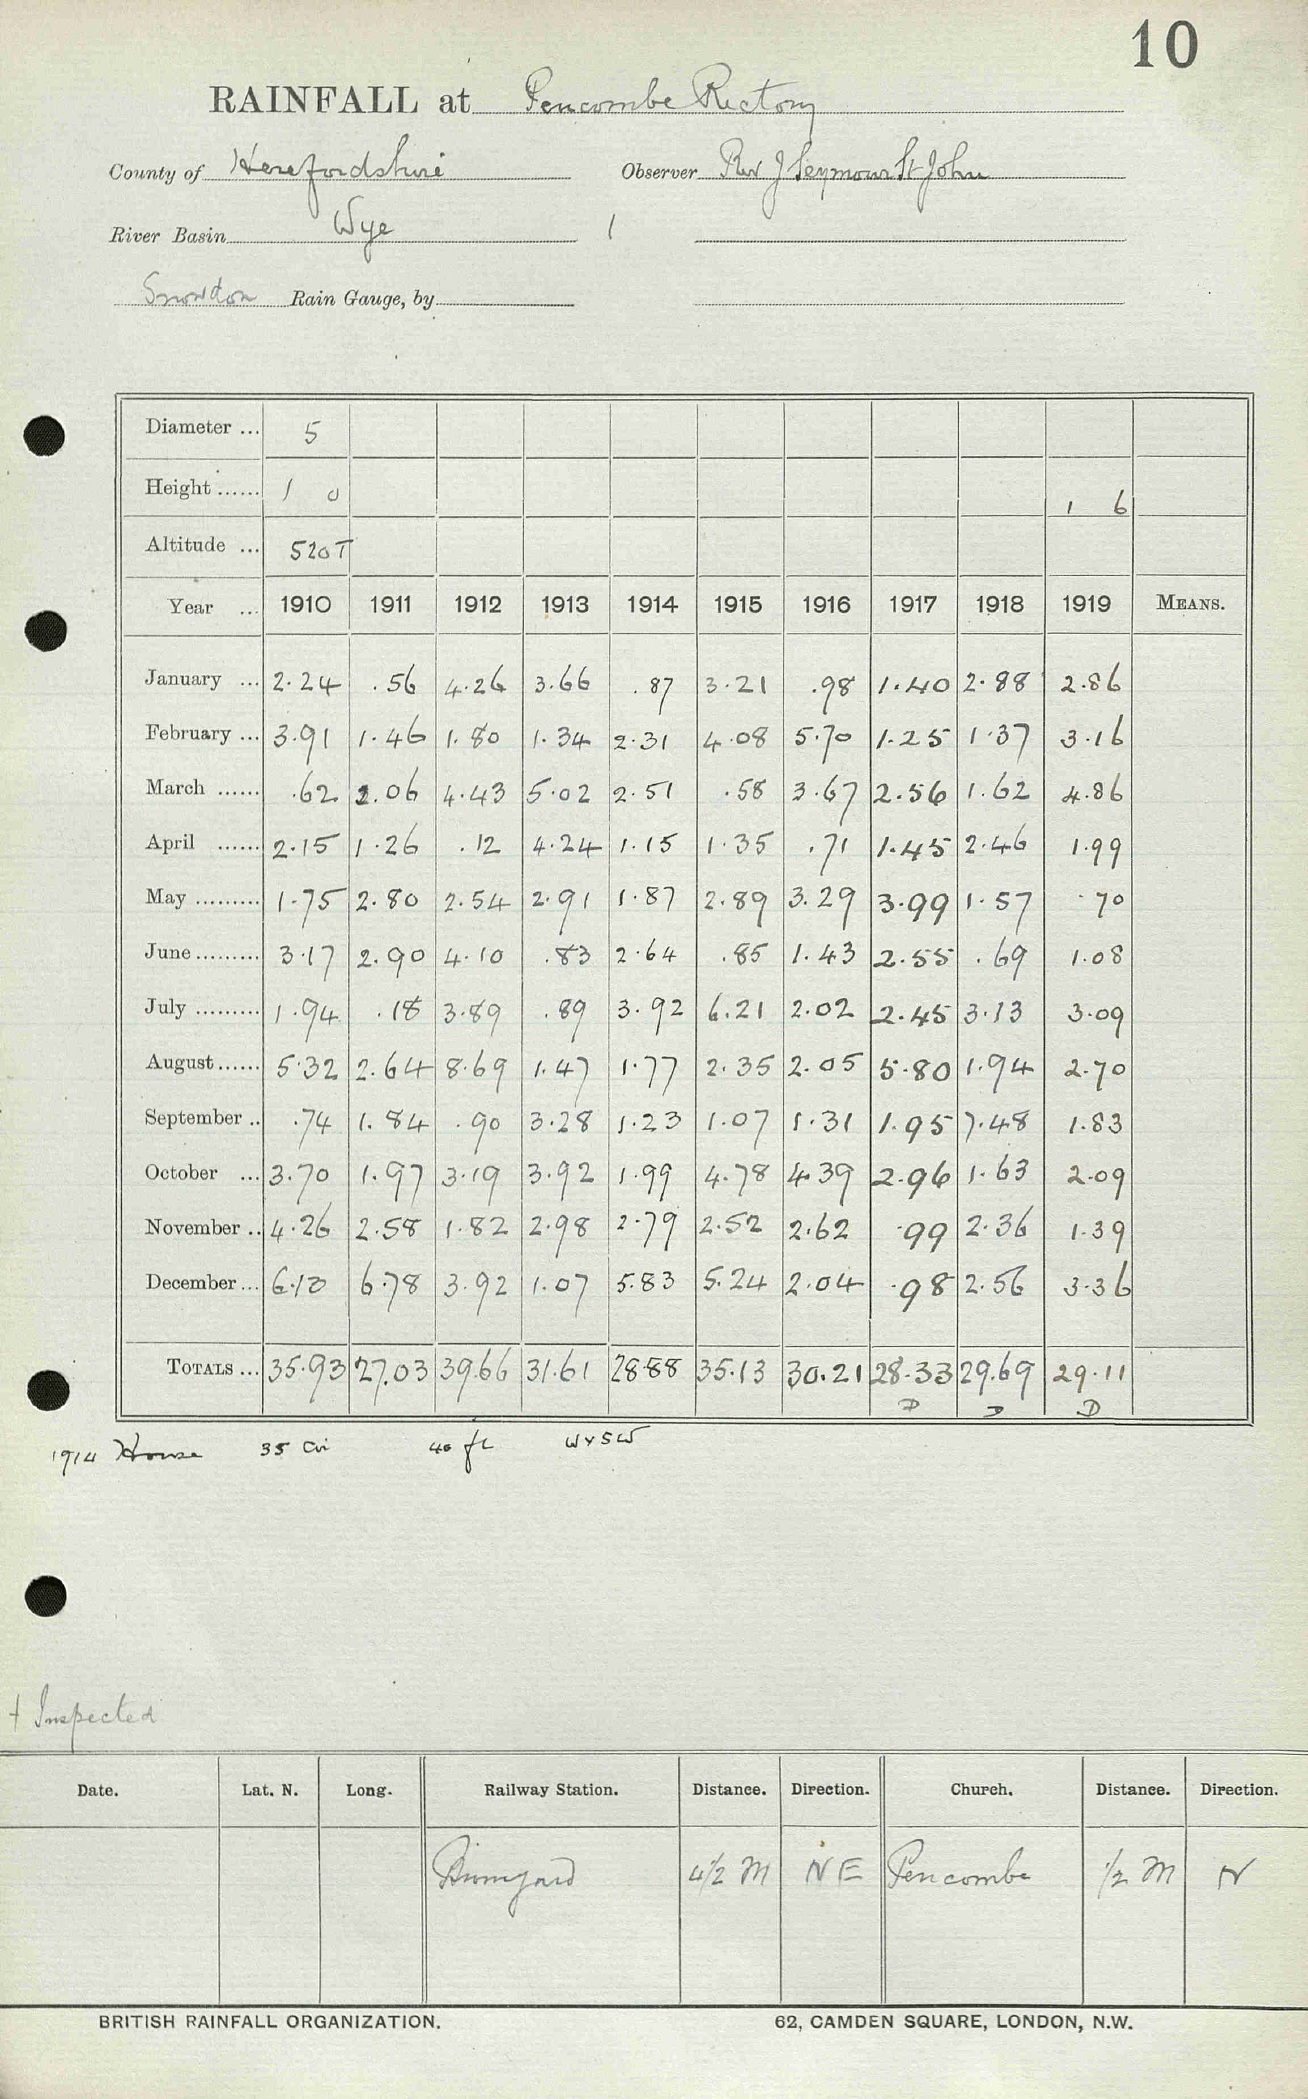 10
RAINFALL at Pencombe Rectory
County of Herefordshire Observer Rev J Seymour St John
River Basin Wye 1
Snowdon Rain Gauge, by
Diameter ... 5
Height ...... 1 0 1 6
Altitude ... 520 T
Year ... 1910 1911 1912 1913 1914 1915 1916 1917 1918 1919 MEANS.
January ... 2.24 .56 4.26 3.66 .87 3.21 .98 1.40 2.88 2.86
February ... 3.91 1.46 1.80 1.34 2.31 4.08 5.70 1.25 1.37 3.16
March ...... .62 2.06 4.43 5.02 2.51 .58 3.67 2.56 1.62 4.86
April ...... 2.15 1.26 .12 4.24 1.15 1.35 .71 1.45 2.46 1.99
May ......... 1.75 2.80 2.54 2.91 1.87 2.89 3.29 3.99 1.57 .70
June ......... 3.17 2.90 4.10 .83 2.64 .85 1.43 2.55 .69 1.08
July ......... 1.94 .18 3.89 .89 3.92 6.21 2.02 2.45 3.13 3.09
August ...... 5.32 2.64 8.69 1.47 1.77 2.35 2.05 5.80 1.94 2.70
September .. .74 1.84 .90 3.28 1.23 1.07 1.31 1.95 7.48 1.83
October ... 3.70 1.97 3.19 3.92 1.99 4.78 4.39 2.96 1.63 2.09
November .. 4.26 2.58 1.82 2.98 2.79 2.52 2.62 .99 2.36 1.39
December ... 6.13 6.78 3.92 1.07 5.83 5.24 2.04 .98 2.56 3.36
TOTALS ... 35.93 27.03 39.66 31.61 28.88 35.13 30.21 28.33 29.69 29.11
D D D
1914 House 35 40 ft W×SW
† Inspected
Date. Lat. N. Long. Railway Station. Distance. Direction. Church. Distance. Direction.
Bromyard 4½ M NE Pencombe ½ M N
BRITISH RAINFALL ORGANIZATION. 62, CAMDEN SQUARE, LONDON, N.W.